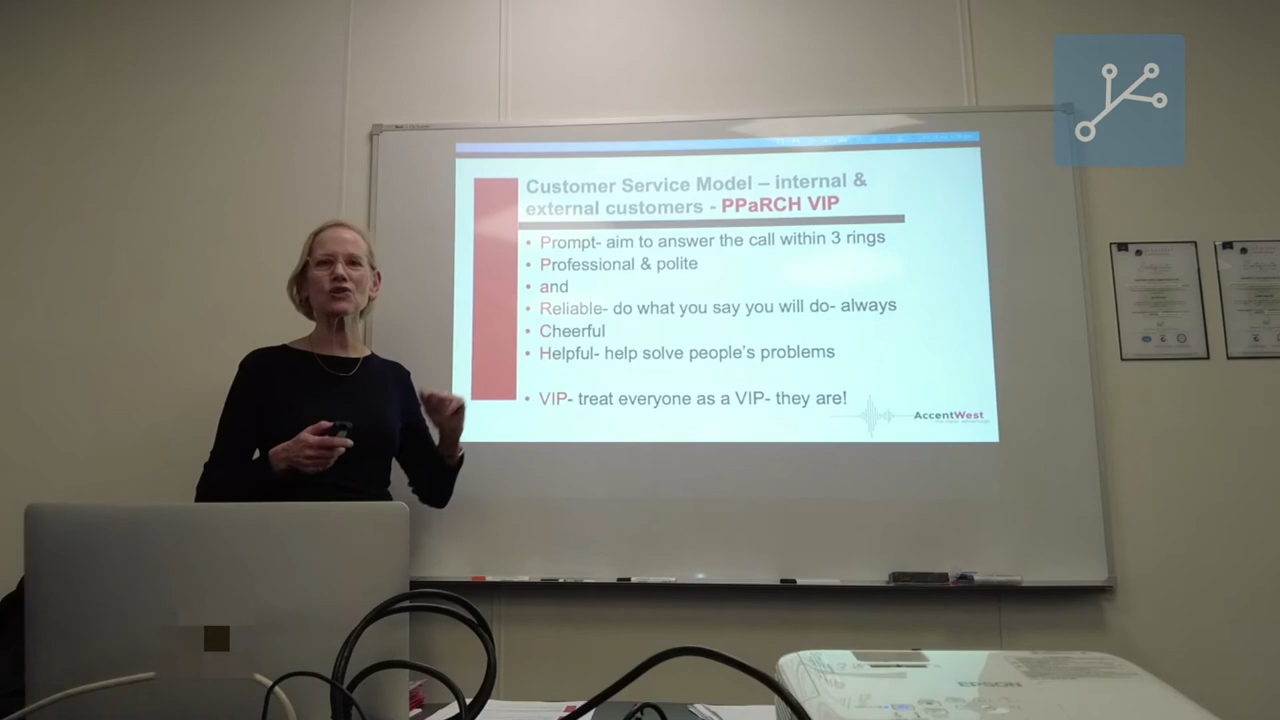 Customer Service Model – internal &
external customers - PPaRCH VIP
• Prompt- aim to answer the call within 3 rings
• Professional & polite
• and
• Reliable- do what you say you will do- always
• Cheerful
• Helpful- help solve people's problems
• VIP- treat everyone as a VIP- they are!
AccentWest
EPSON